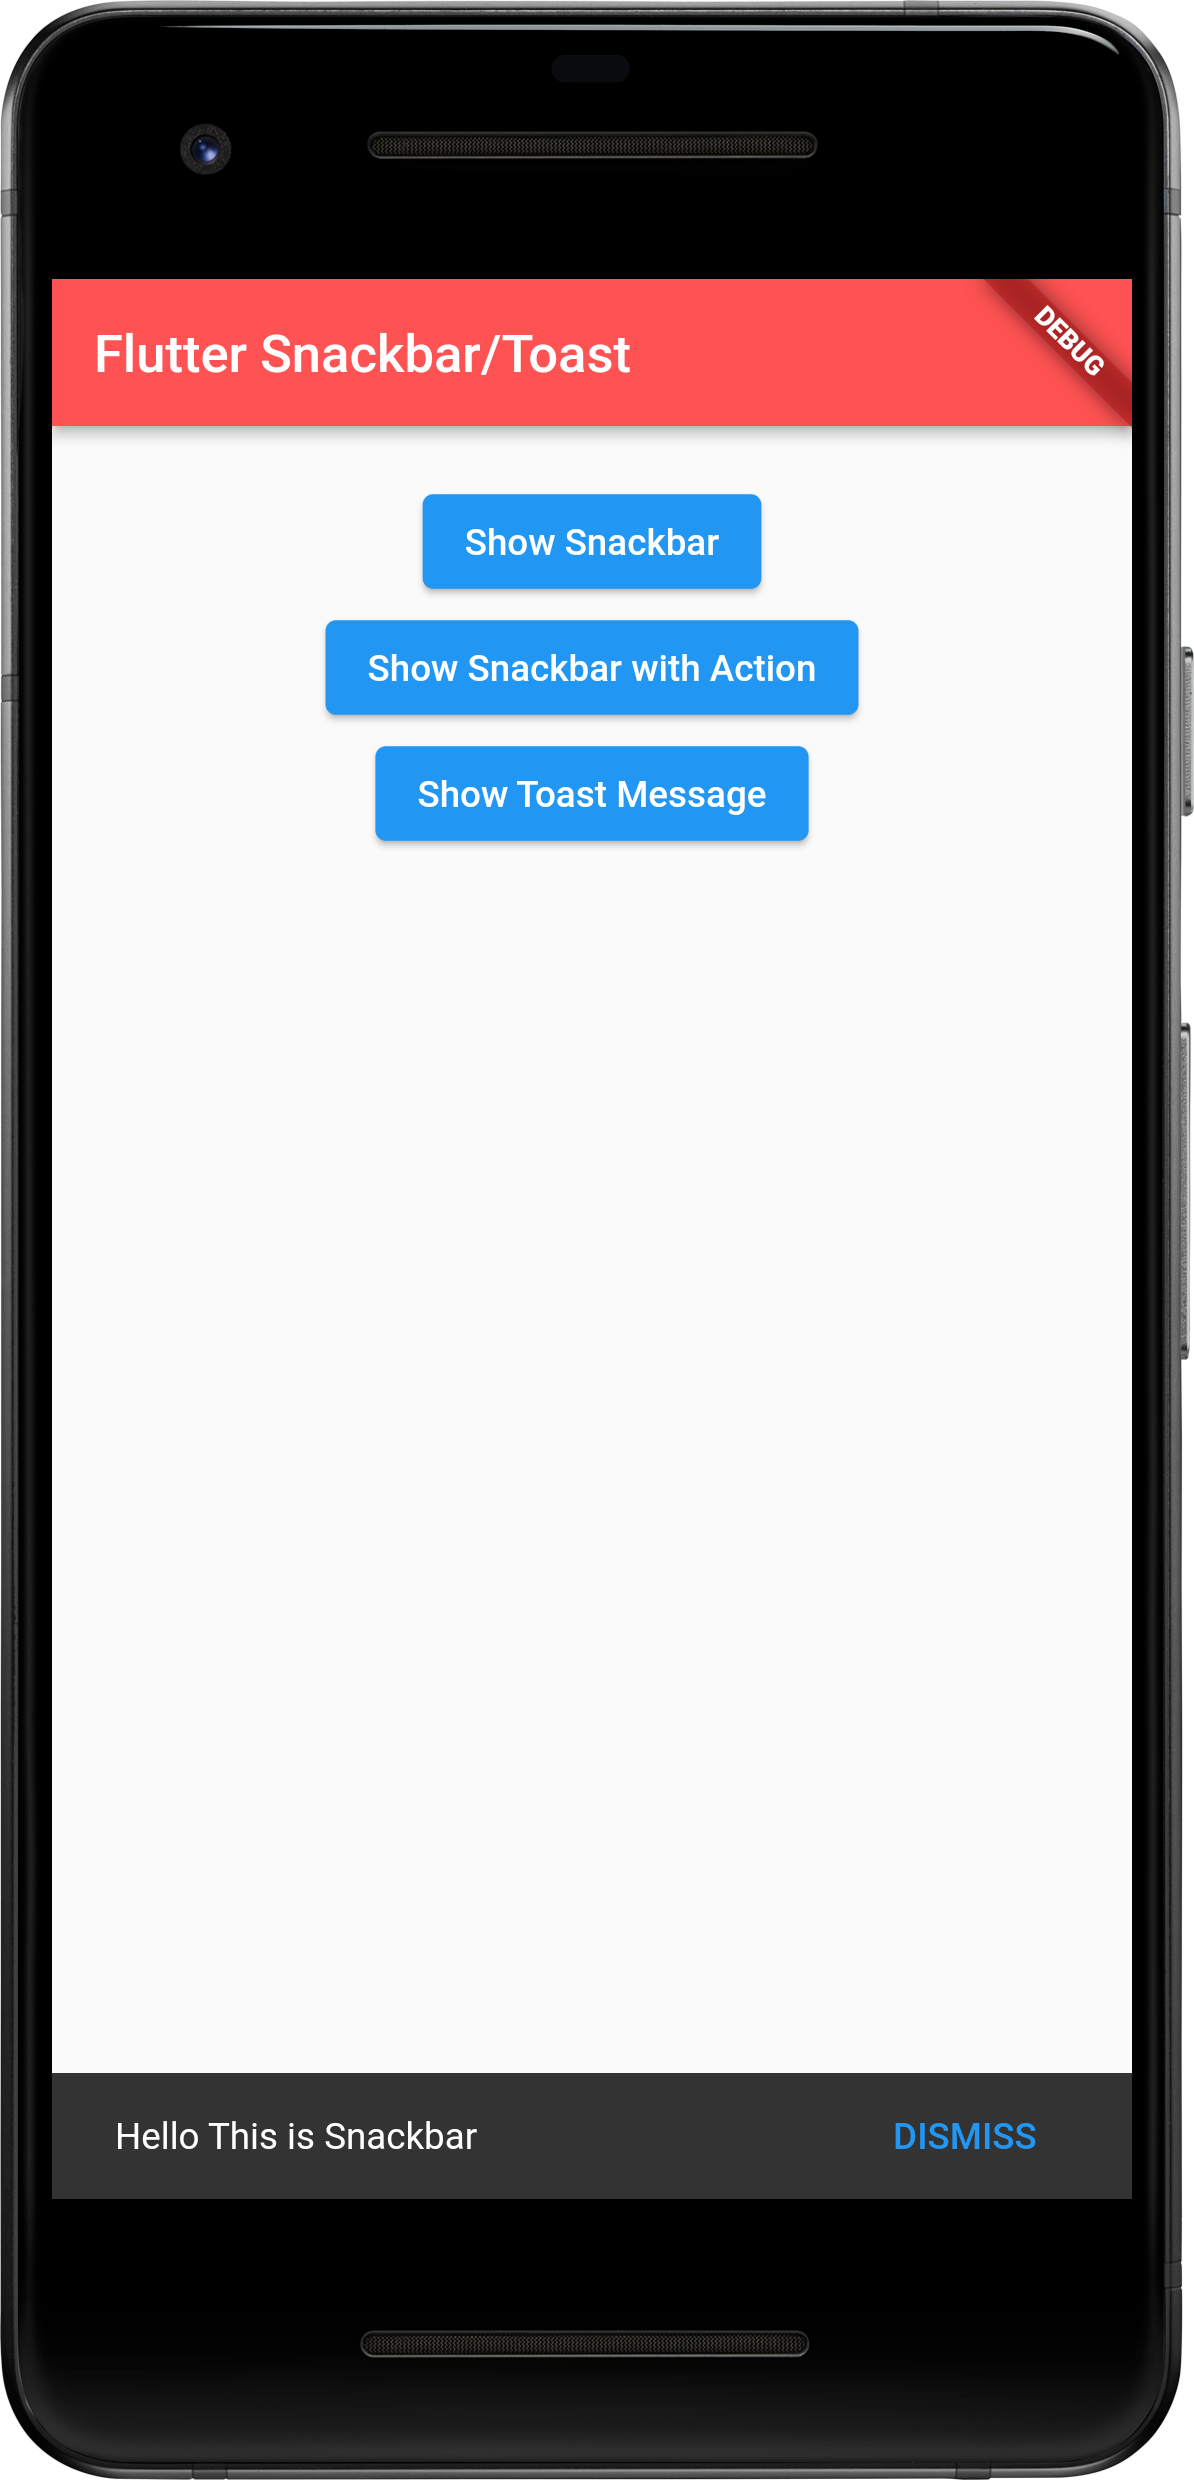 Flutter Snackbar/Toast
DEBUG
Show Snackbar
Show Snackbar with Action
Show Toast Message
Hello This is Snackbar DISMISS